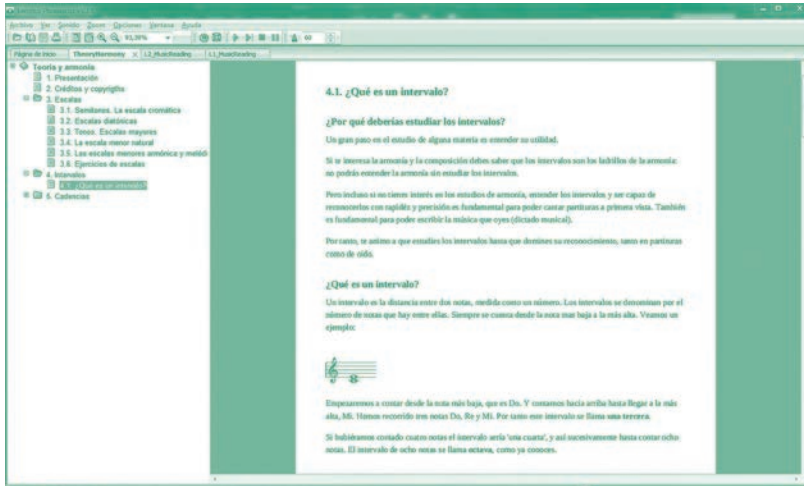 Archivo Ver Sonido Zoom Opciones Ventana Ayuda
60
Página de inicio TheoryHarmony L2_MusicReading L1_MusicReading
Teoría y armonía
1. Presentación
2. Créditos y copyrigths
3. Escalas
3.1. Semitonos. La escala cromática
3.2. Escalas diatónicas
3.3. Tonos. Escalas mayores
3.4. La escala menor natural
3.5. Las escalas menores armónica y melódi
3.6. Ejercicios de escalas
4. Intervalos
4.1. ¿Qué es un intervalo?
5. Cadencias
4.1. ¿Qué es un intervalo?
¿Por qué deberías estudiar los intervalos?
Un gran paso en el estudio de alguna materia es entender su utilidad.
Si te interesa la armonía y la composición debes saber que los intervalos son los ladrillos de la armonía:
no podrás entender la armonía sin estudiar los intervalos.
Pero incluso si no tienes interés en los estudios de armonía, entender los intervalos y ser capaz de
reconocerlos con rapidéz y precisión es fundamental para poder cantar partituras a primera vista. También
es fundamental para poder escribir la música que oyes (dictado musical).
Por tanto, te animo a que estudies los intervalos hasta que domines su reconocimiento, tanto en partituras
como de oído.
¿Qué es un intervalo?
Un intervalo es la distancia entre dos notas, medida como un número. Los intervalos se denominan por el
número de notas que hay entre ellas. Siempre se cuenta desde la nota mas baja a la más alta. Veamos un
ejemplo:
Empezaremos a contar desde la nota más baja, que es Do. Y contamos hacia arriba hasta llegar a la más
alta, Mi. Hemos recorrido tres notas Do, Re y Mi. Por tanto este intervalo se llama una tercera.
Si hubiéramos contado cuatro notas el intervalo sería 'una cuarta', y así sucesivamente hasta contar ocho
notas. El intervalo de ocho notas se llama octava, como ya conoces.